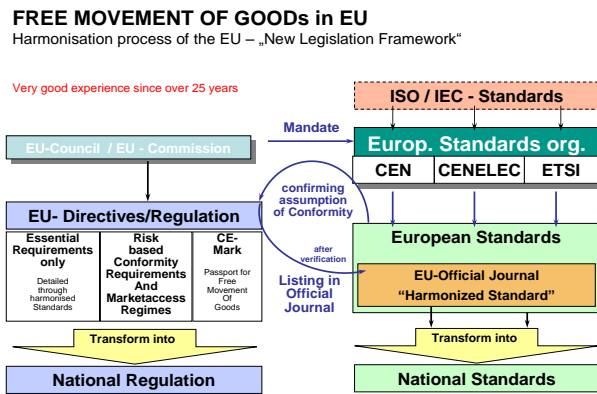 FREE MOVEMENT OF GOODs in EU
Harmonisation process of the EU – „New Legislation Framework“
Very good experience since over 25 years
ISO / IEC - Standards
Mandate
EU-Council / EU - Commission
Europ. Standards org.
CEN
CENELEC
ETSI
confirming
assumption
of Conformity
EU- Directives/Regulation
European Standards
Essential
Requirements
only
Detailed
through
harmonised
Standards
Risk
based
Conformity
Requirements
And
Marketaccess
Regimes
CE-
Mark
Passport for
Free
Movement
Of
Goods
after
verification
Listing in
Official
Journal
EU-Official Journal
“Harmonized Standard”
Transform into
Transform into
National Regulation
National Standards